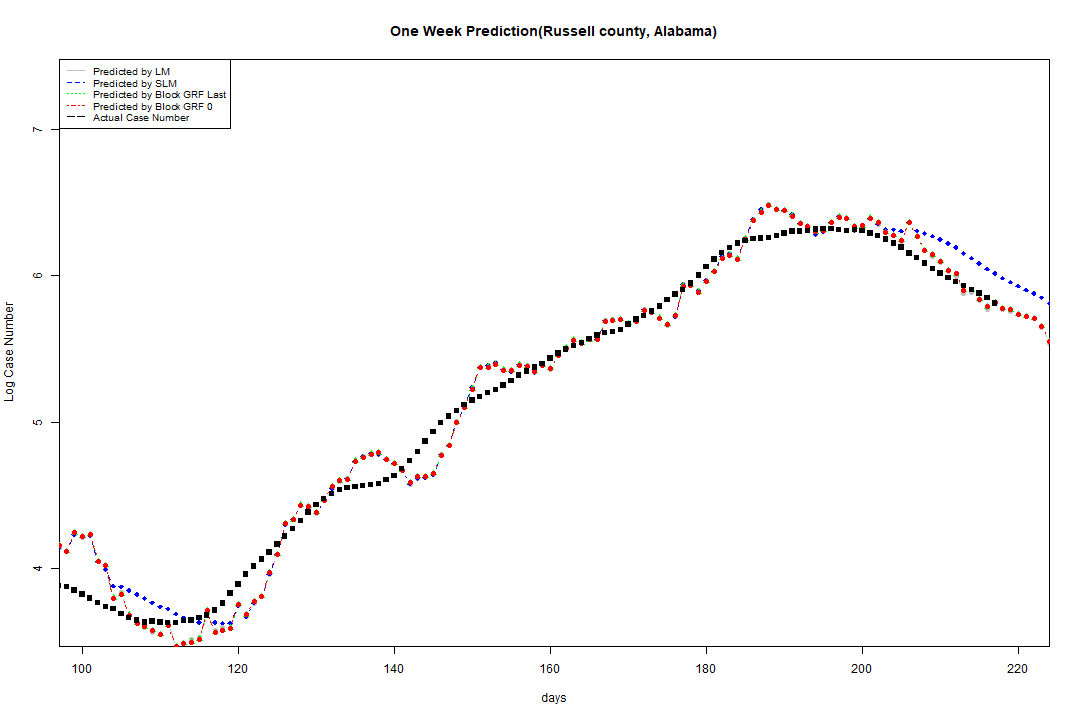 One Week Prediction(Russell county, Alabama)
Predicted by LM
Predicted by SLM
Predicted by Block GRF Last
Predicted by Block GRF 0
Actual Case Number
7
6
5
4
Log Case Number
100 120 140 160 180 200 220
days